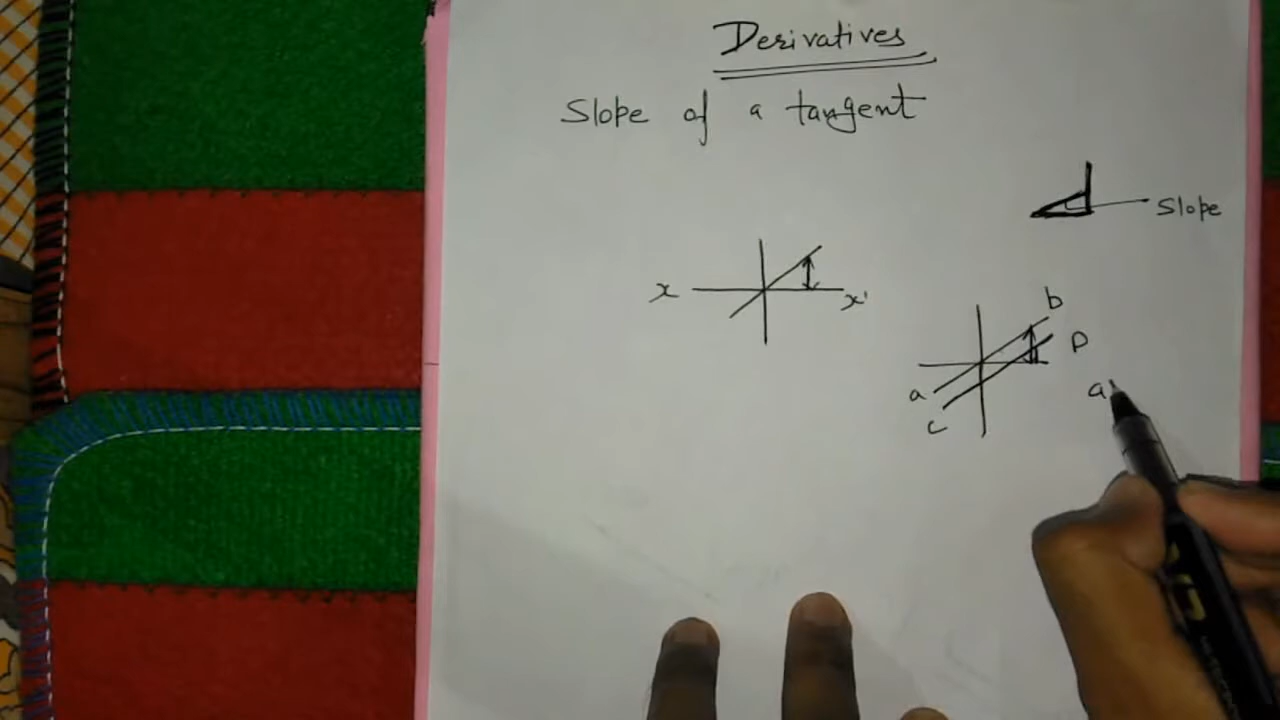 Derivatives
Slope of a tangent
Slope
x x'
b
D
a
c
a